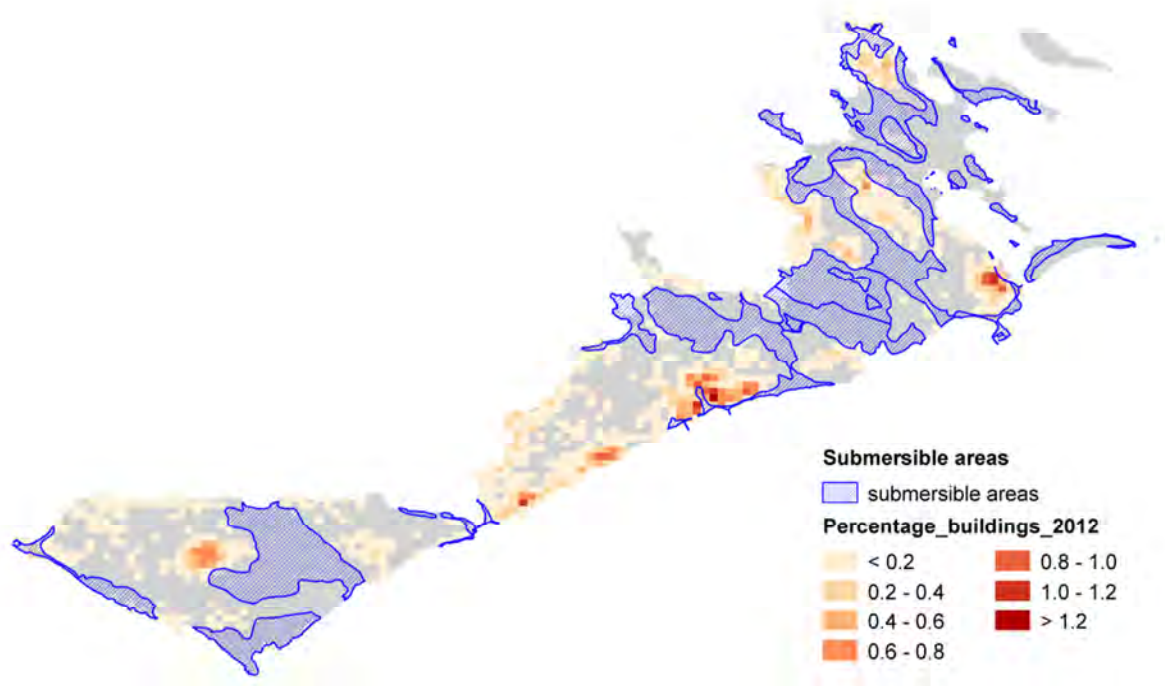 Submersible areas
submersible areas
Percentage_buildings_2012
< 0.2
0.2 - 0.4
0.4 - 0.6
0.6 - 0.8
0.8 - 1.0
1.0 - 1.2
> 1.2